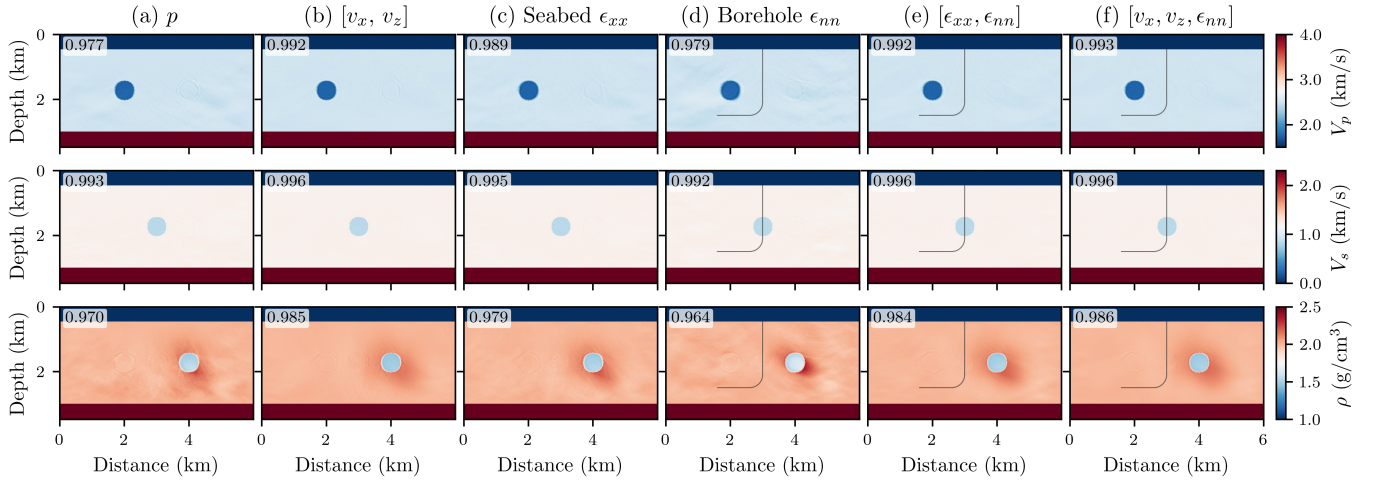 (a) p (b) [v_x, v_z] (c) Seabed ϵ_xx (d) Borehole ϵ_nn (e) [ϵ_xx, ϵ_nn] (f) [v_x, v_z, ϵ_nn]
0 0.977 0.992 0.989 0.979 0.992 0.993 4.0
Depth (km) 2 3.0 V_p (km/s)
2.0
0 0.993 0.996 0.995 0.992 0.996 0.996 2.0
Depth (km) 2 1.0 V_s (km/s)
0.0
0 0.970 0.985 0.979 0.964 0.984 0.986 2.5
Depth (km) 2 2.0 ρ (g/cm³)
1.5
1.0
0 2 4 0 2 4 0 2 4 0 2 4 0 2 4 0 2 4 6
Distance (km) Distance (km) Distance (km) Distance (km) Distance (km) Distance (km)